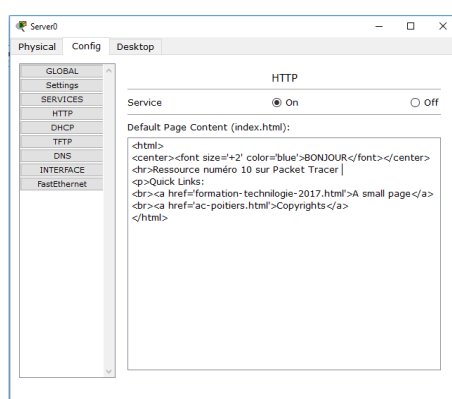 Server0
Physical Config Desktop
GLOBAL
Settings
SERVICES
HTTP
DHCP
TFTP
DNS
INTERFACE
FastEthernet
HTTP
Service On Off
Default Page Content (index.html):
<html>
<center><font size='+2' color='blue'>BONJOUR</font></center>
<hr>Ressource numéro 10 sur Packet Tracer
<p>Quick Links:
<br><a href='formation-technilogie-2017.html'>A small page</a>
<br><a href='ac-poitiers.html'>Copyrights</a>
</html>